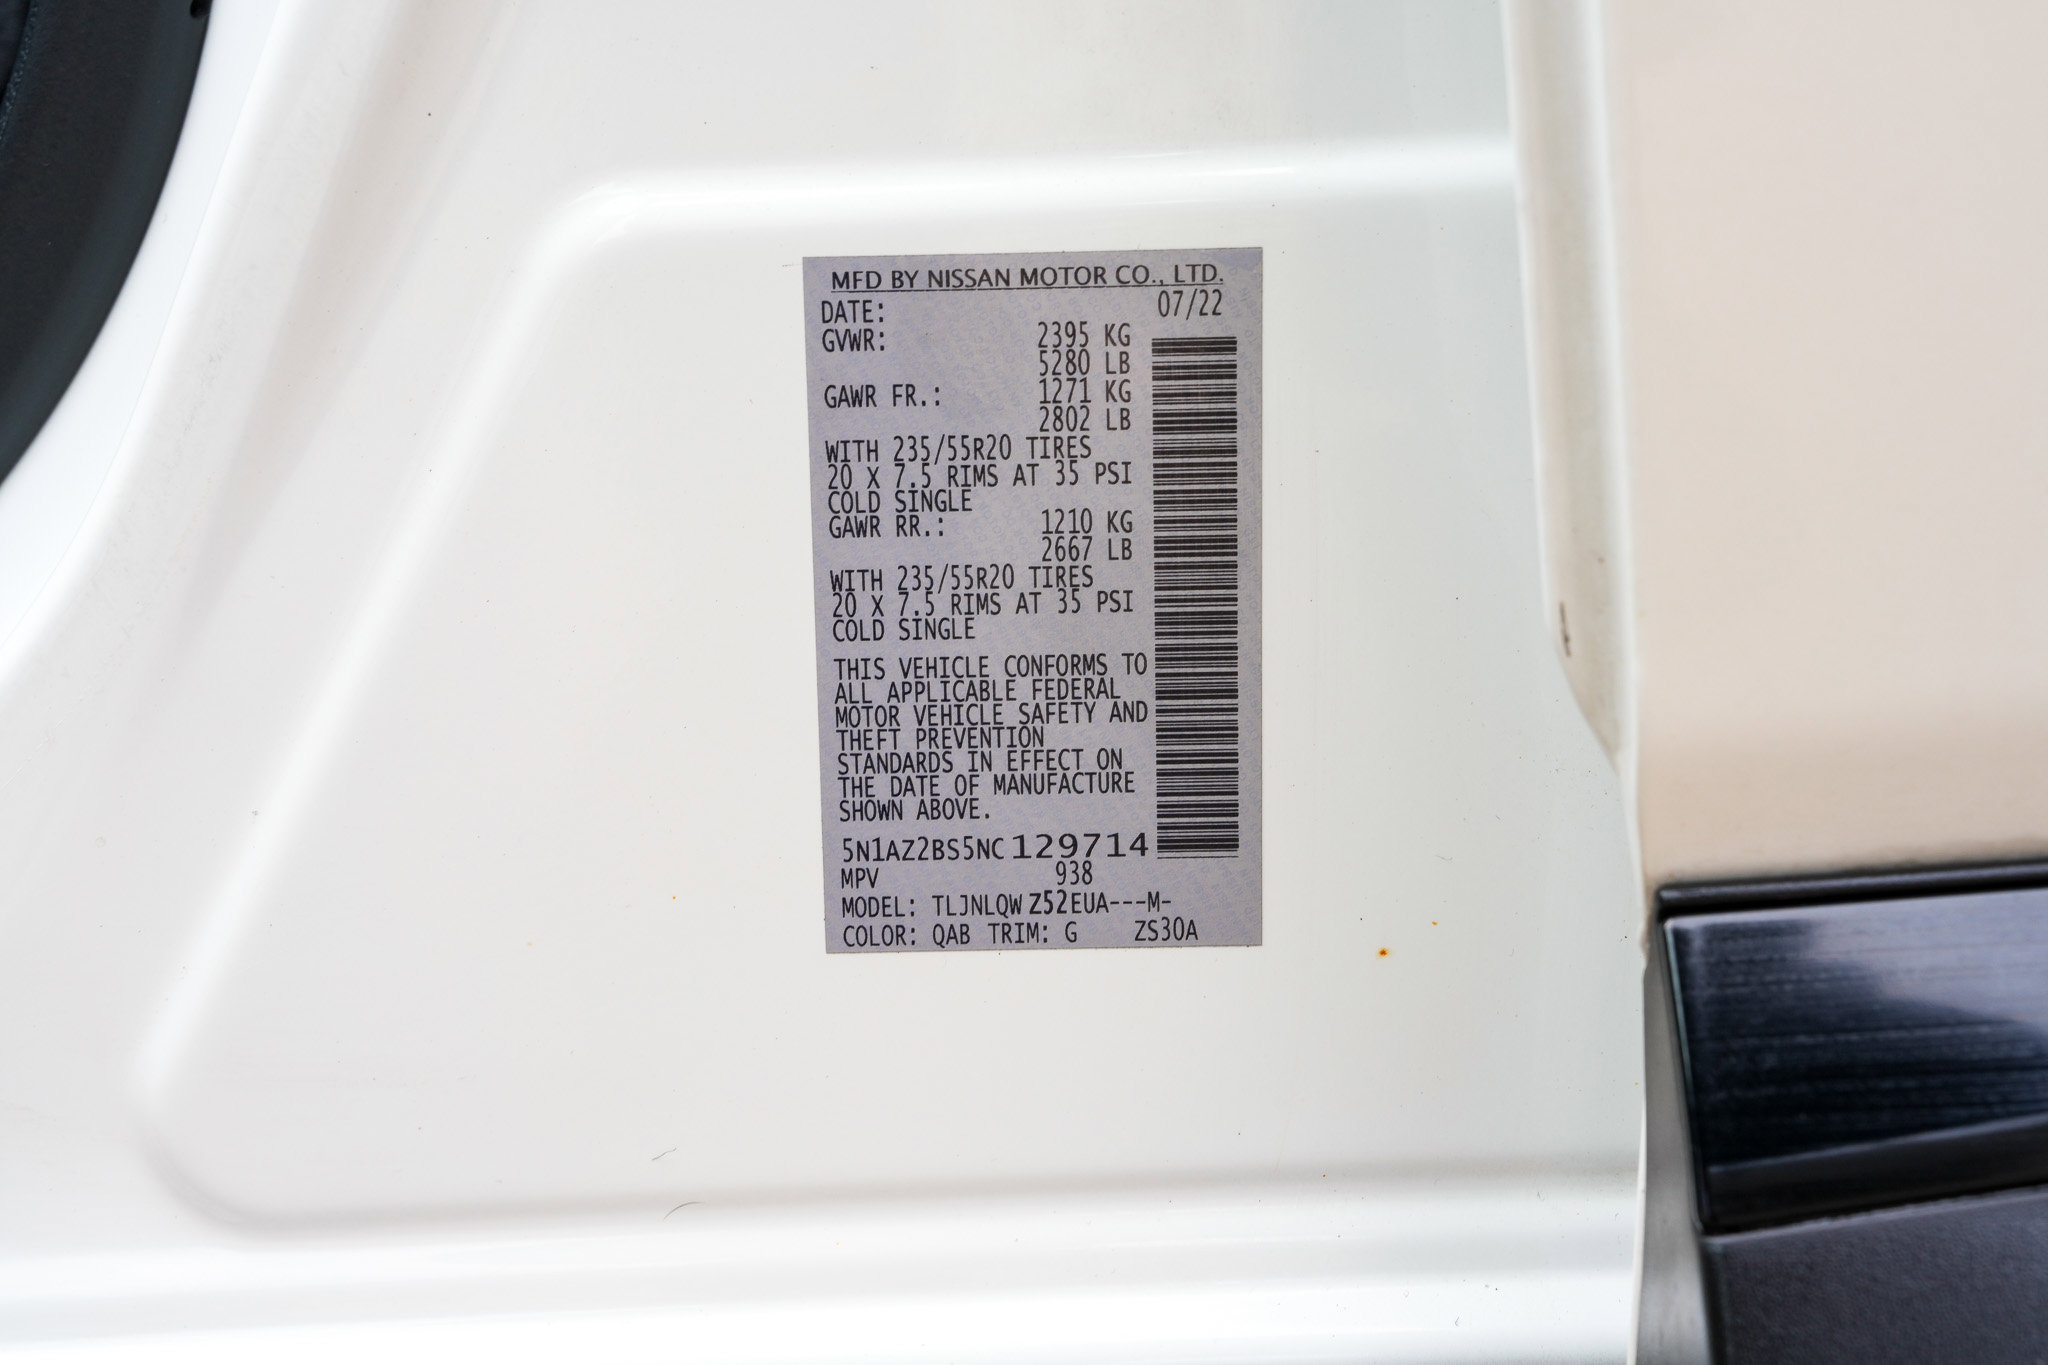 MFD BY NISSAN MOTOR CO., LTD.
DATE: 07/22
GVWR: 2395 KG
5280 LB
GAWR FR.: 1271 KG
2802 LB
WITH 235/55R20 TIRES
20 X 7.5 RIMS AT 35 PSI
COLD SINGLE
GAWR RR.: 1210 KG
2667 LB
WITH 235/55R20 TIRES
20 X 7.5 RIMS AT 35 PSI
COLD SINGLE
THIS VEHICLE CONFORMS TO
ALL APPLICABLE FEDERAL
MOTOR VEHICLE SAFETY AND
THEFT PREVENTION
STANDARDS IN EFFECT ON
THE DATE OF MANUFACTURE
SHOWN ABOVE.
5N1AZ2BS5NC129714
MPV 938
MODEL: TLJNLQW Z52EUA---M-
COLOR: QAB TRIM: G ZS30A